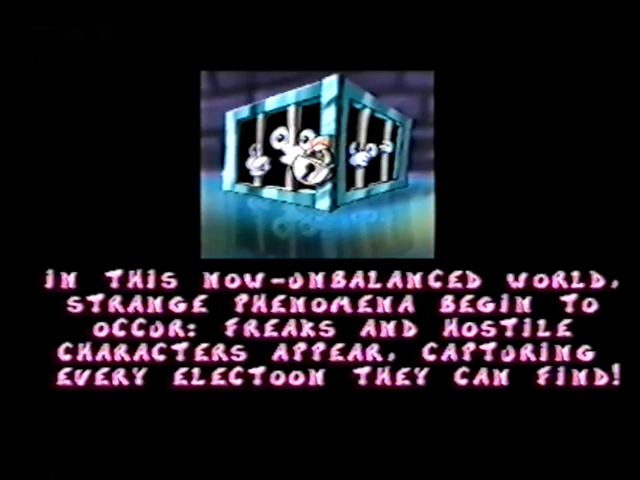 IN THIS NOW-UNBALANCED WORLD,
STRANGE PHENOMENA BEGIN TO
OCCUR: FREAKS AND HOSTILE
CHARACTERS APPEAR, CAPTURING
EVERY ELECTOON THEY CAN FIND!